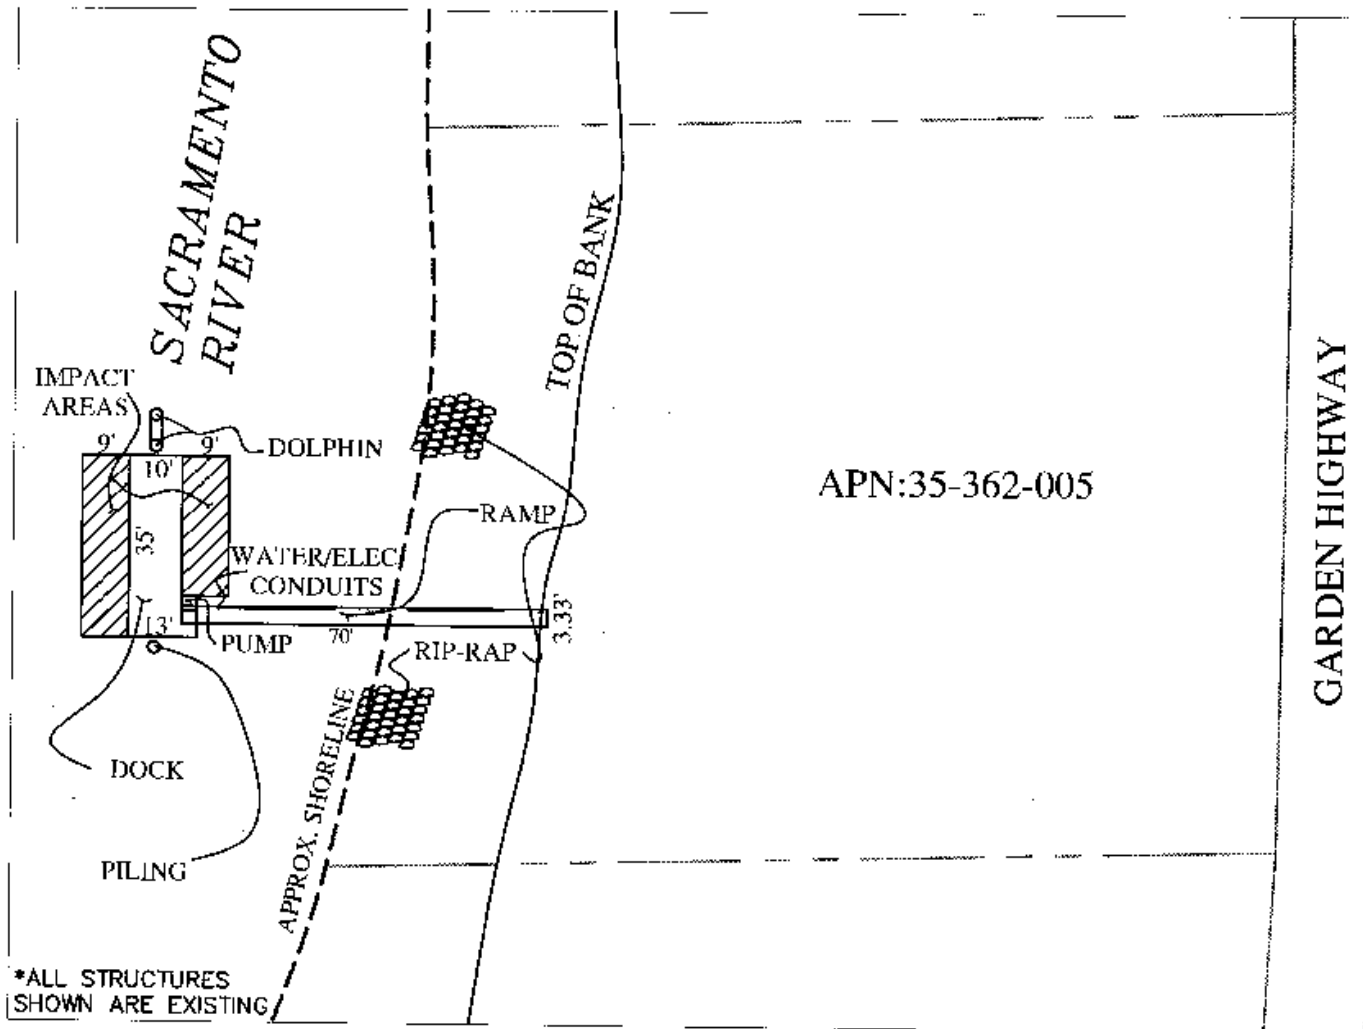 SACRAMENTO
RIVER
TOP OF BANK
IMPACT
AREAS
9'
9'
10'
DOLPHIN
35'
RAMP
WATER/ELEC
CONDUITS
13'
PUMP
70'
3.33'
RIP-RAP
DOCK
PILING
APPROX. SHORELINE
APN:35-362-005
GARDEN HIGHWAY
*ALL STRUCTURES
SHOWN ARE EXISTING